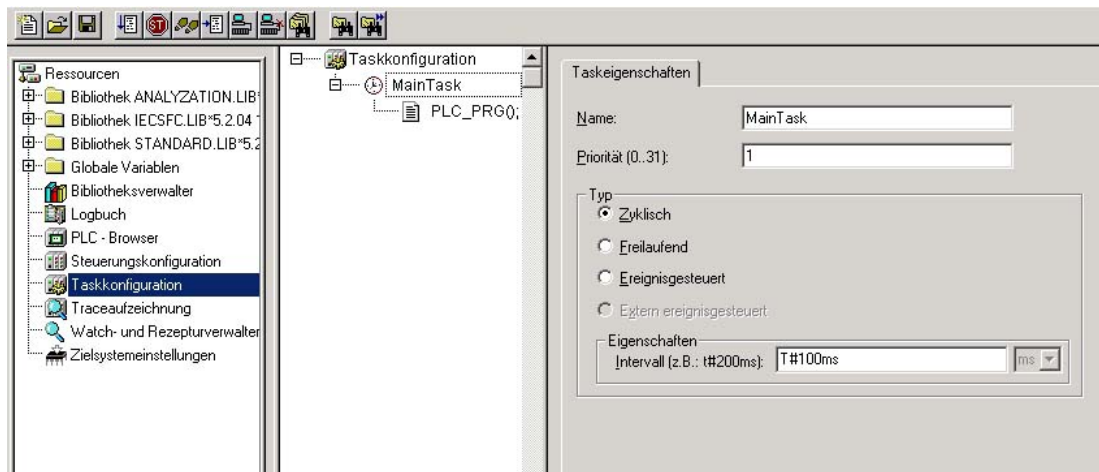 Ressourcen
Bibliothek ANALYZATION.LIB*
Bibliothek IECSFC.LIB*5.2.04
Bibliothek STANDARD.LIB*5.2
Globale Variablen
Bibliotheksverwalter
Logbuch
PLC - Browser
Steuerungskonfiguration
Taskkonfiguration
Traceaufzeichnung
Watch- und Rezepturverwalter
Zielsystemeinstellungen
Taskkonfiguration
MainTask
PLC_PRG();
Taskeigenschaften
Name: MainTask
Priorität (0..31): 1
Typ
Zyklisch
Freilaufend
Ereignisgesteuert
Extern ereignisgesteuert
Eigenschaften
Intervall (z.B.: t#200ms): T#100ms ms